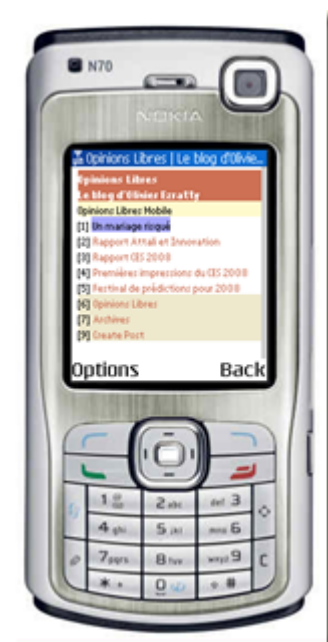 N70
NOKIA
Opinions Libres | Le blog d'Olivie...
Opinions Libres
Le blog d'Olivier Ezratty
Opinions Libres Mobile
[1] Un mariage risqué
[2] Rapport Attali et Innovation
[3] Rapport CES 2008
[4] Premières impressions du CES 2008
[5] Festival de prédictions pour 2008
[6] Opinions Libres
[7] Archives
[9] Create Post
Options Back
1 2 abc def 3
4 ghi 5 jkl mno 6
7 pqrs 8 tuv wxyz 9 C
* + 0 #